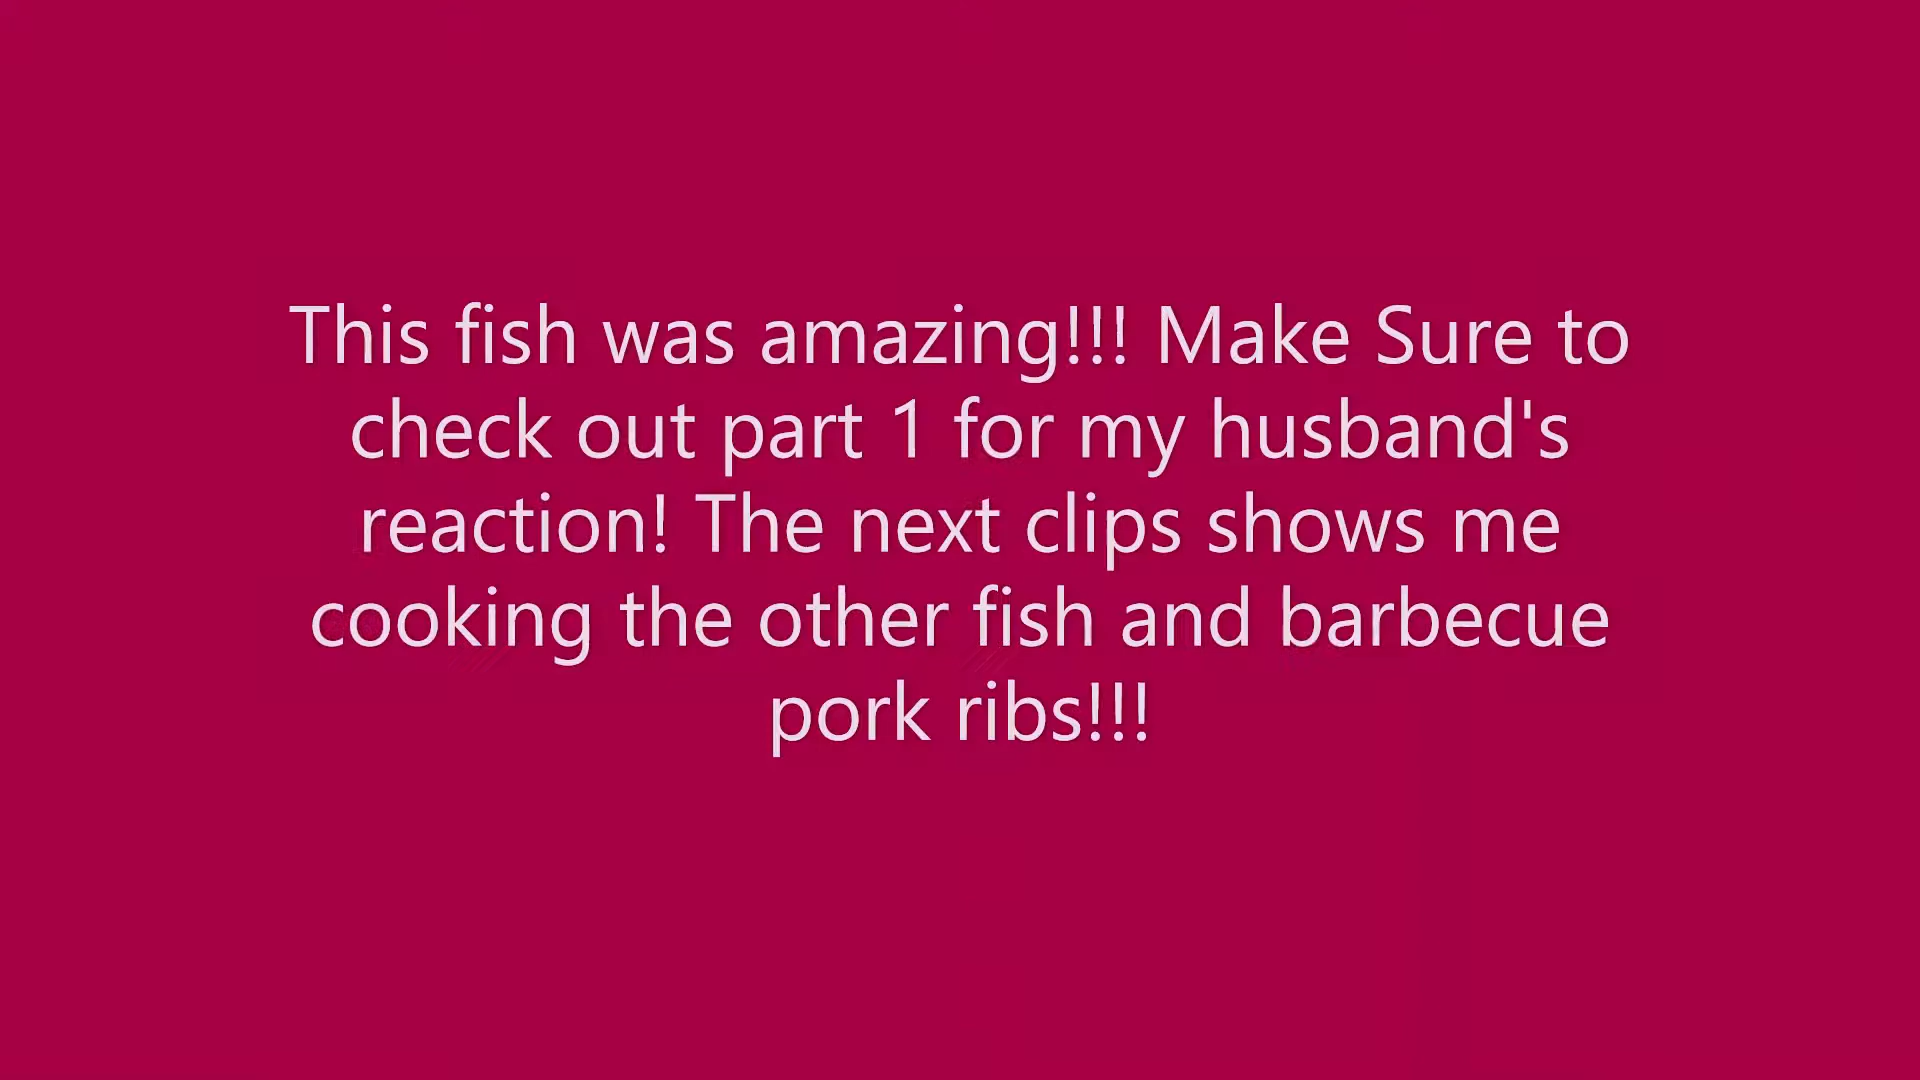 This fish was amazing!!! Make Sure to
check out part 1 for my husband's
reaction! The next clips shows me
cooking the other fish and barbecue
pork ribs!!!